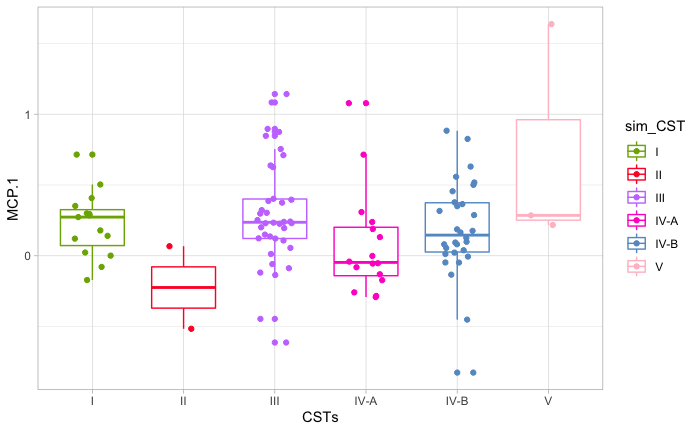 MCP.1
1
0
I
II
III
IV-A
IV-B
V
CSTs
sim_CST
I
II
III
IV-A
IV-B
V